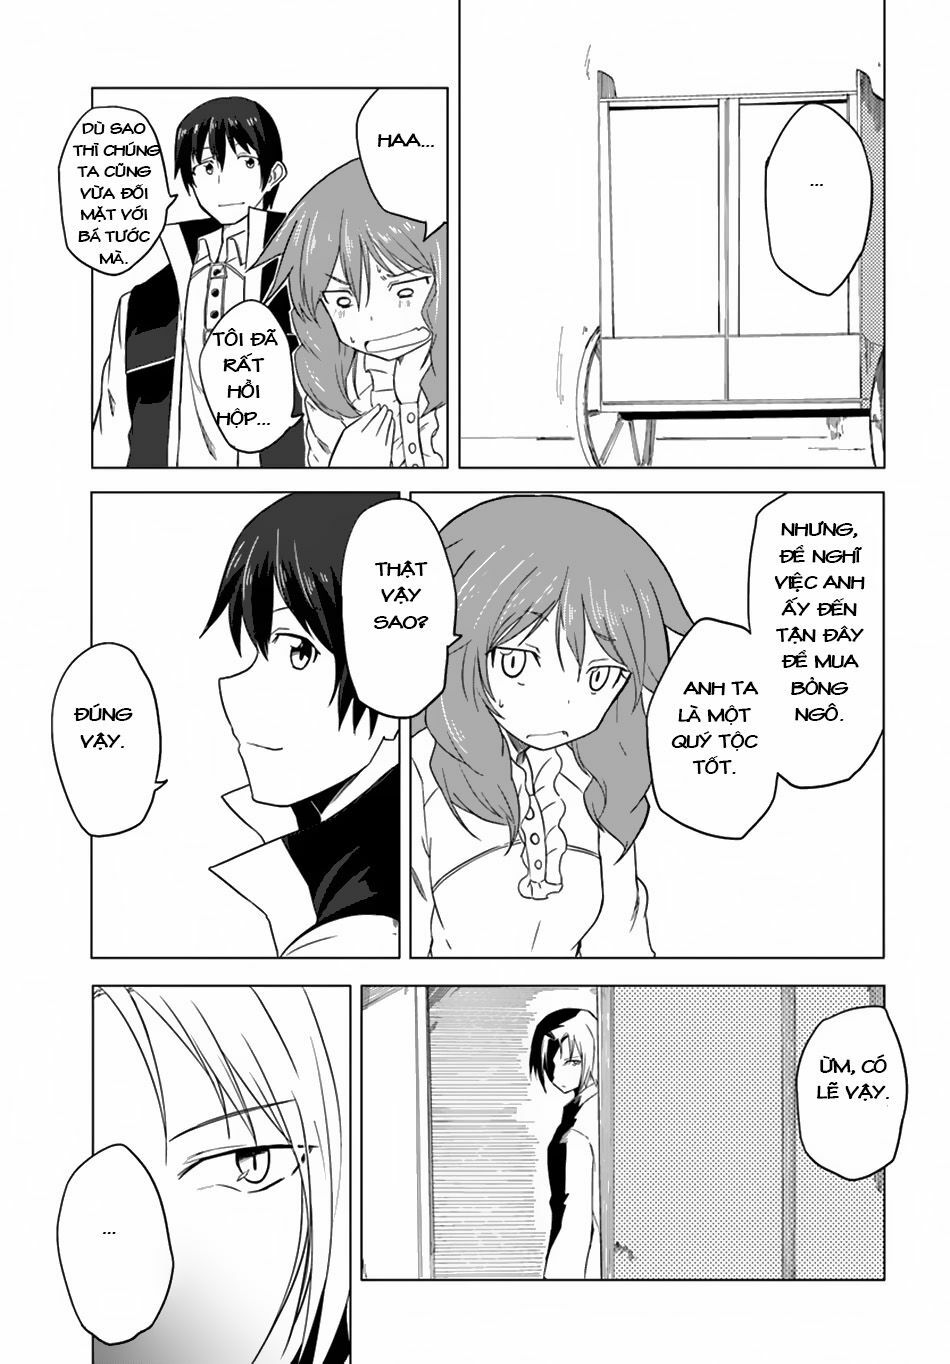 ...
HAA...
TÔI ĐÃ
RẤT
HỒI
HỘP...
DÙ SAO
THÌ CHÚNG
TA CŨNG
VỪA ĐỐI
MẶT VỚI
BÁ TƯỚC
MÀ.
NHƯNG,
ĐỂ NGHĨ
VIỆC ANH
ẤY ĐẾN
TẬN ĐÂY
ĐỂ MUA
BỎNG
NGÔ.
ANH TA
LÀ MỘT
QUÝ TỘC
TỐT.
THẬT
VẬY
SAO?
ĐÚNG
VẬY.
ỪM, CÓ
LẼ VẬY.
...